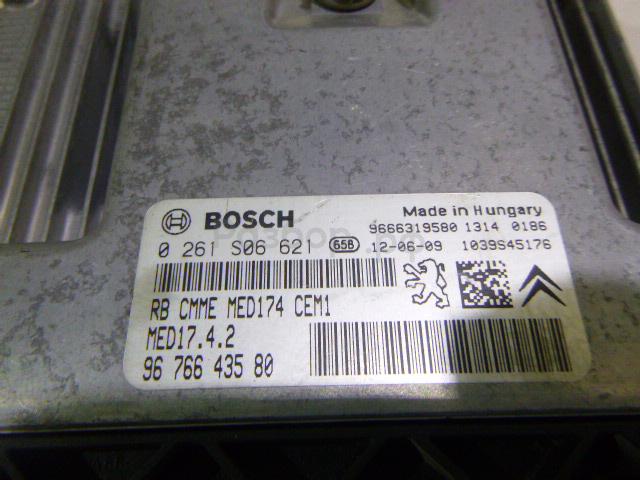 BOSCH
Made in Hungary
9666319580 1314 0186
0 261 S06 621 65B 12-06-09 1039S45176
RB CMME MED174 CEM1
MED17.4.2
96 766 435 80